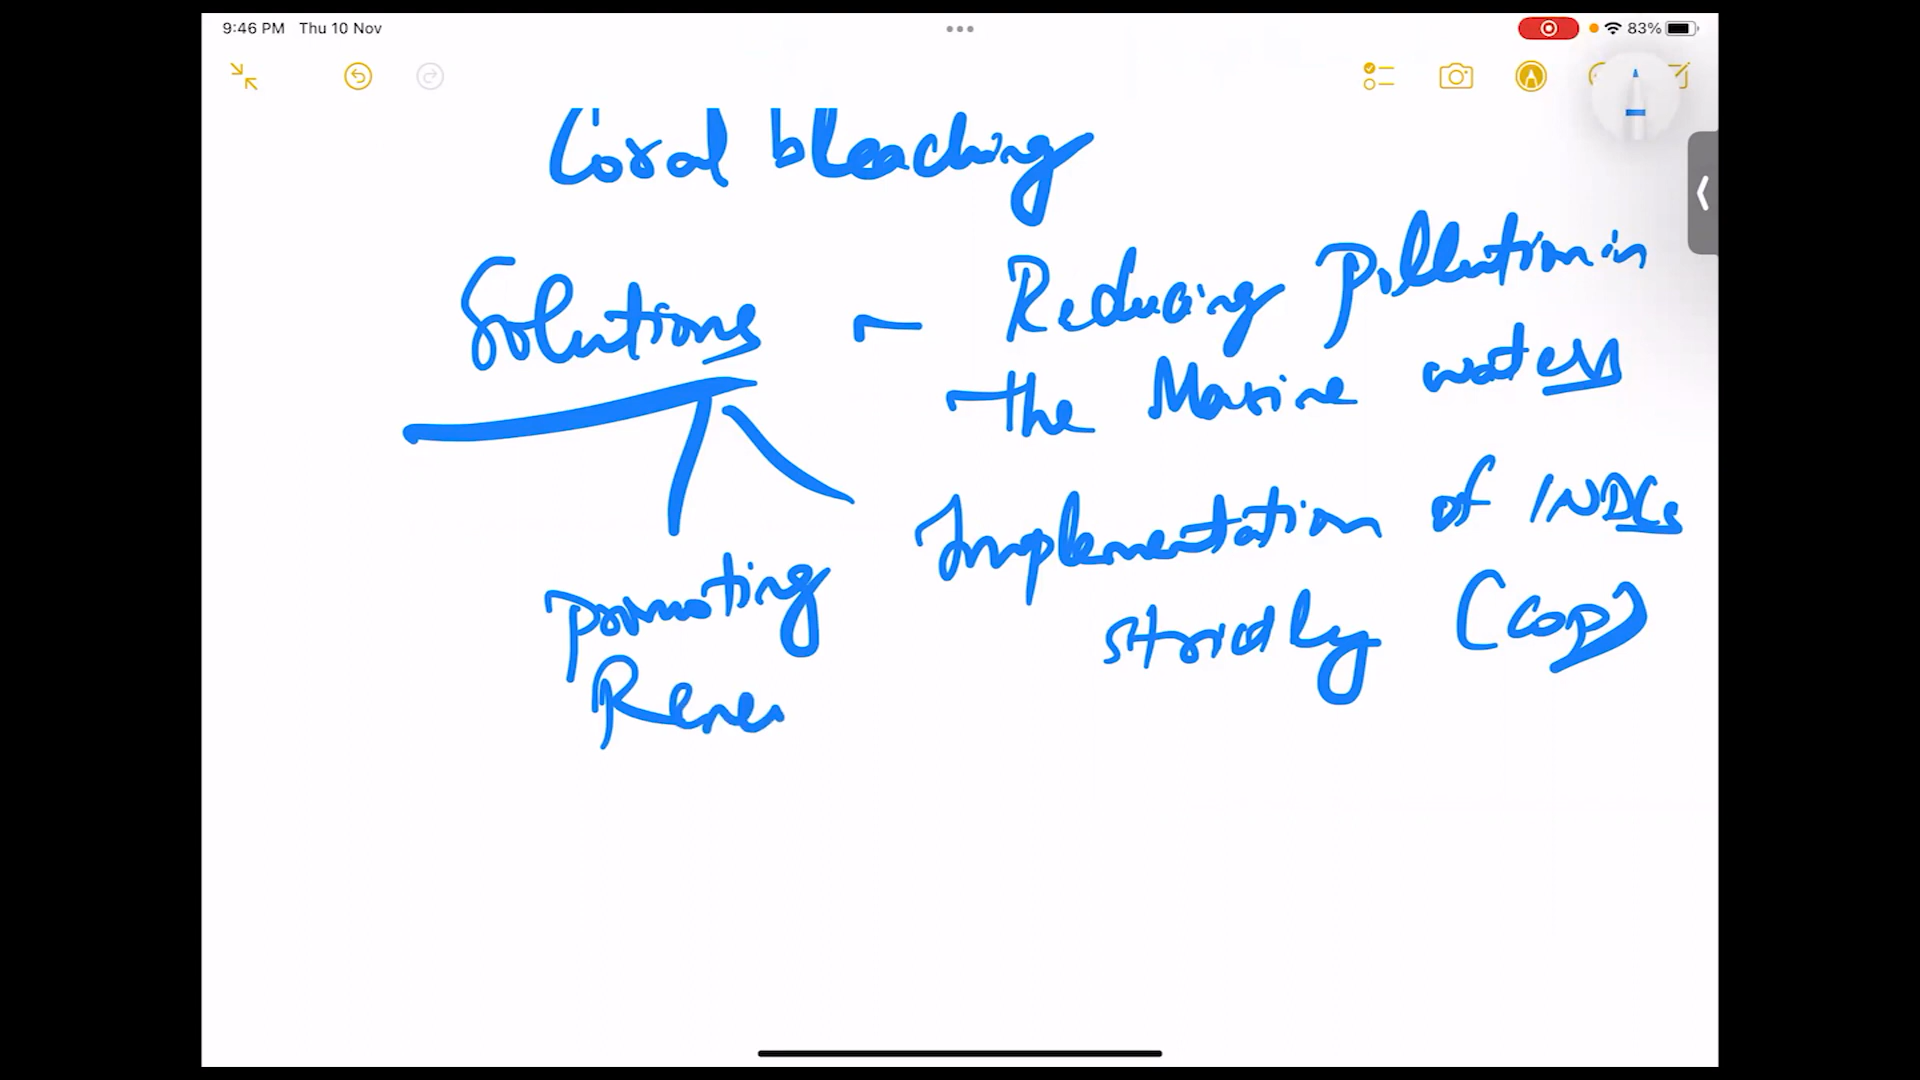 9:46 PM Thu 10 Nov
83%
Coral bleaching
Solutions - Reducing Pollution in
the Marine waters
Implementation of INDCs
strictly (COP)
promoting
Rene